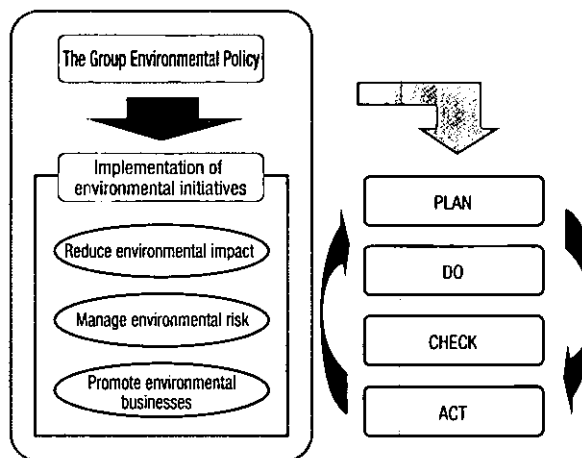 The Group Environmental Policy
Implementation of
environmental initiatives
Reduce environmental impact
Manage environmental risk
Promote environmental
businesses
PLAN
DO
CHECK
ACT